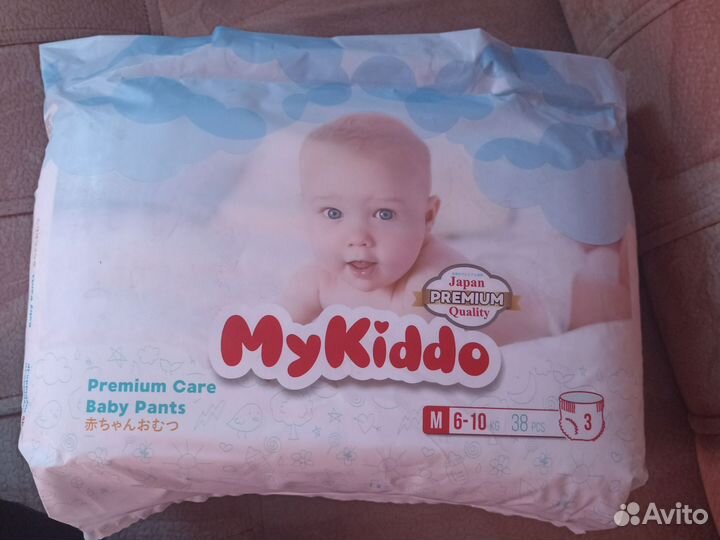 Japan
PREMIUM
Quality
MyKiddo
Premium Care
Baby Pants
赤ちゃんおむつ
M 6-10 KG 38 PCS 3
Avito